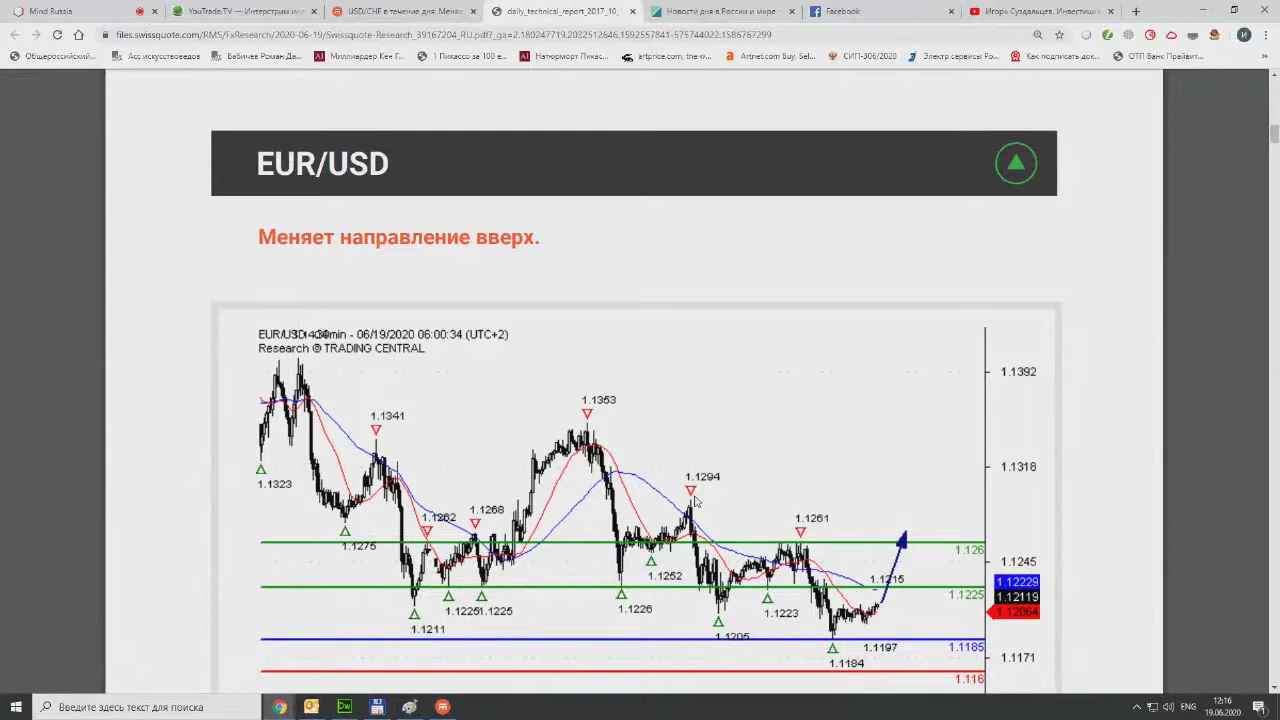 Mind Russia
YouTrade.TV — Интерстрим ин
USD/CHF в течение дня: Меняе
daily_technical_report_2017_10_
Новости дня в России и мире –
Facebook
Игорь Суздальцев. Инвестиции
files.swissquote.com/RMS/FxResearch/2020-06-19/Swissquote-Research_39167204_RU.pdf?_ga=2.180247719.2032512646.1592557841-575744022.1586767299
Общероссийский...
Асс искусствоведов
Бабичев Роман Да...
Миллиардер Кен Г...
1 Пикассо за 100 е...
Натюрморт Пикас...
artprice.com; the w...
Artnet.com Buy, Sel...
СИП-306/2020
Электр сервисы Ро...
Как подписать док...
ОТП Банк Прайвит...
EUR/USD
Меняет направление вверх.
06/19/2020 06:00:34 (UTC+2)
Research © TRADING CENTRAL
1.1392
1.1353
1.1341
1.1318
1.1294
1.1323
1.1262
1.1268
1.1261
1.1275
1.126
1.1245
1.1252
1.1215
1.12229
1.1225
1.12119
1.1225
1.1225
1.1226
1.1223
1.12064
1.1211
1.1205
1.1197
1.1185
1.1184
1.1171
1.116
Введите здесь текст для поиска
ENG
12:16
19.06.2020